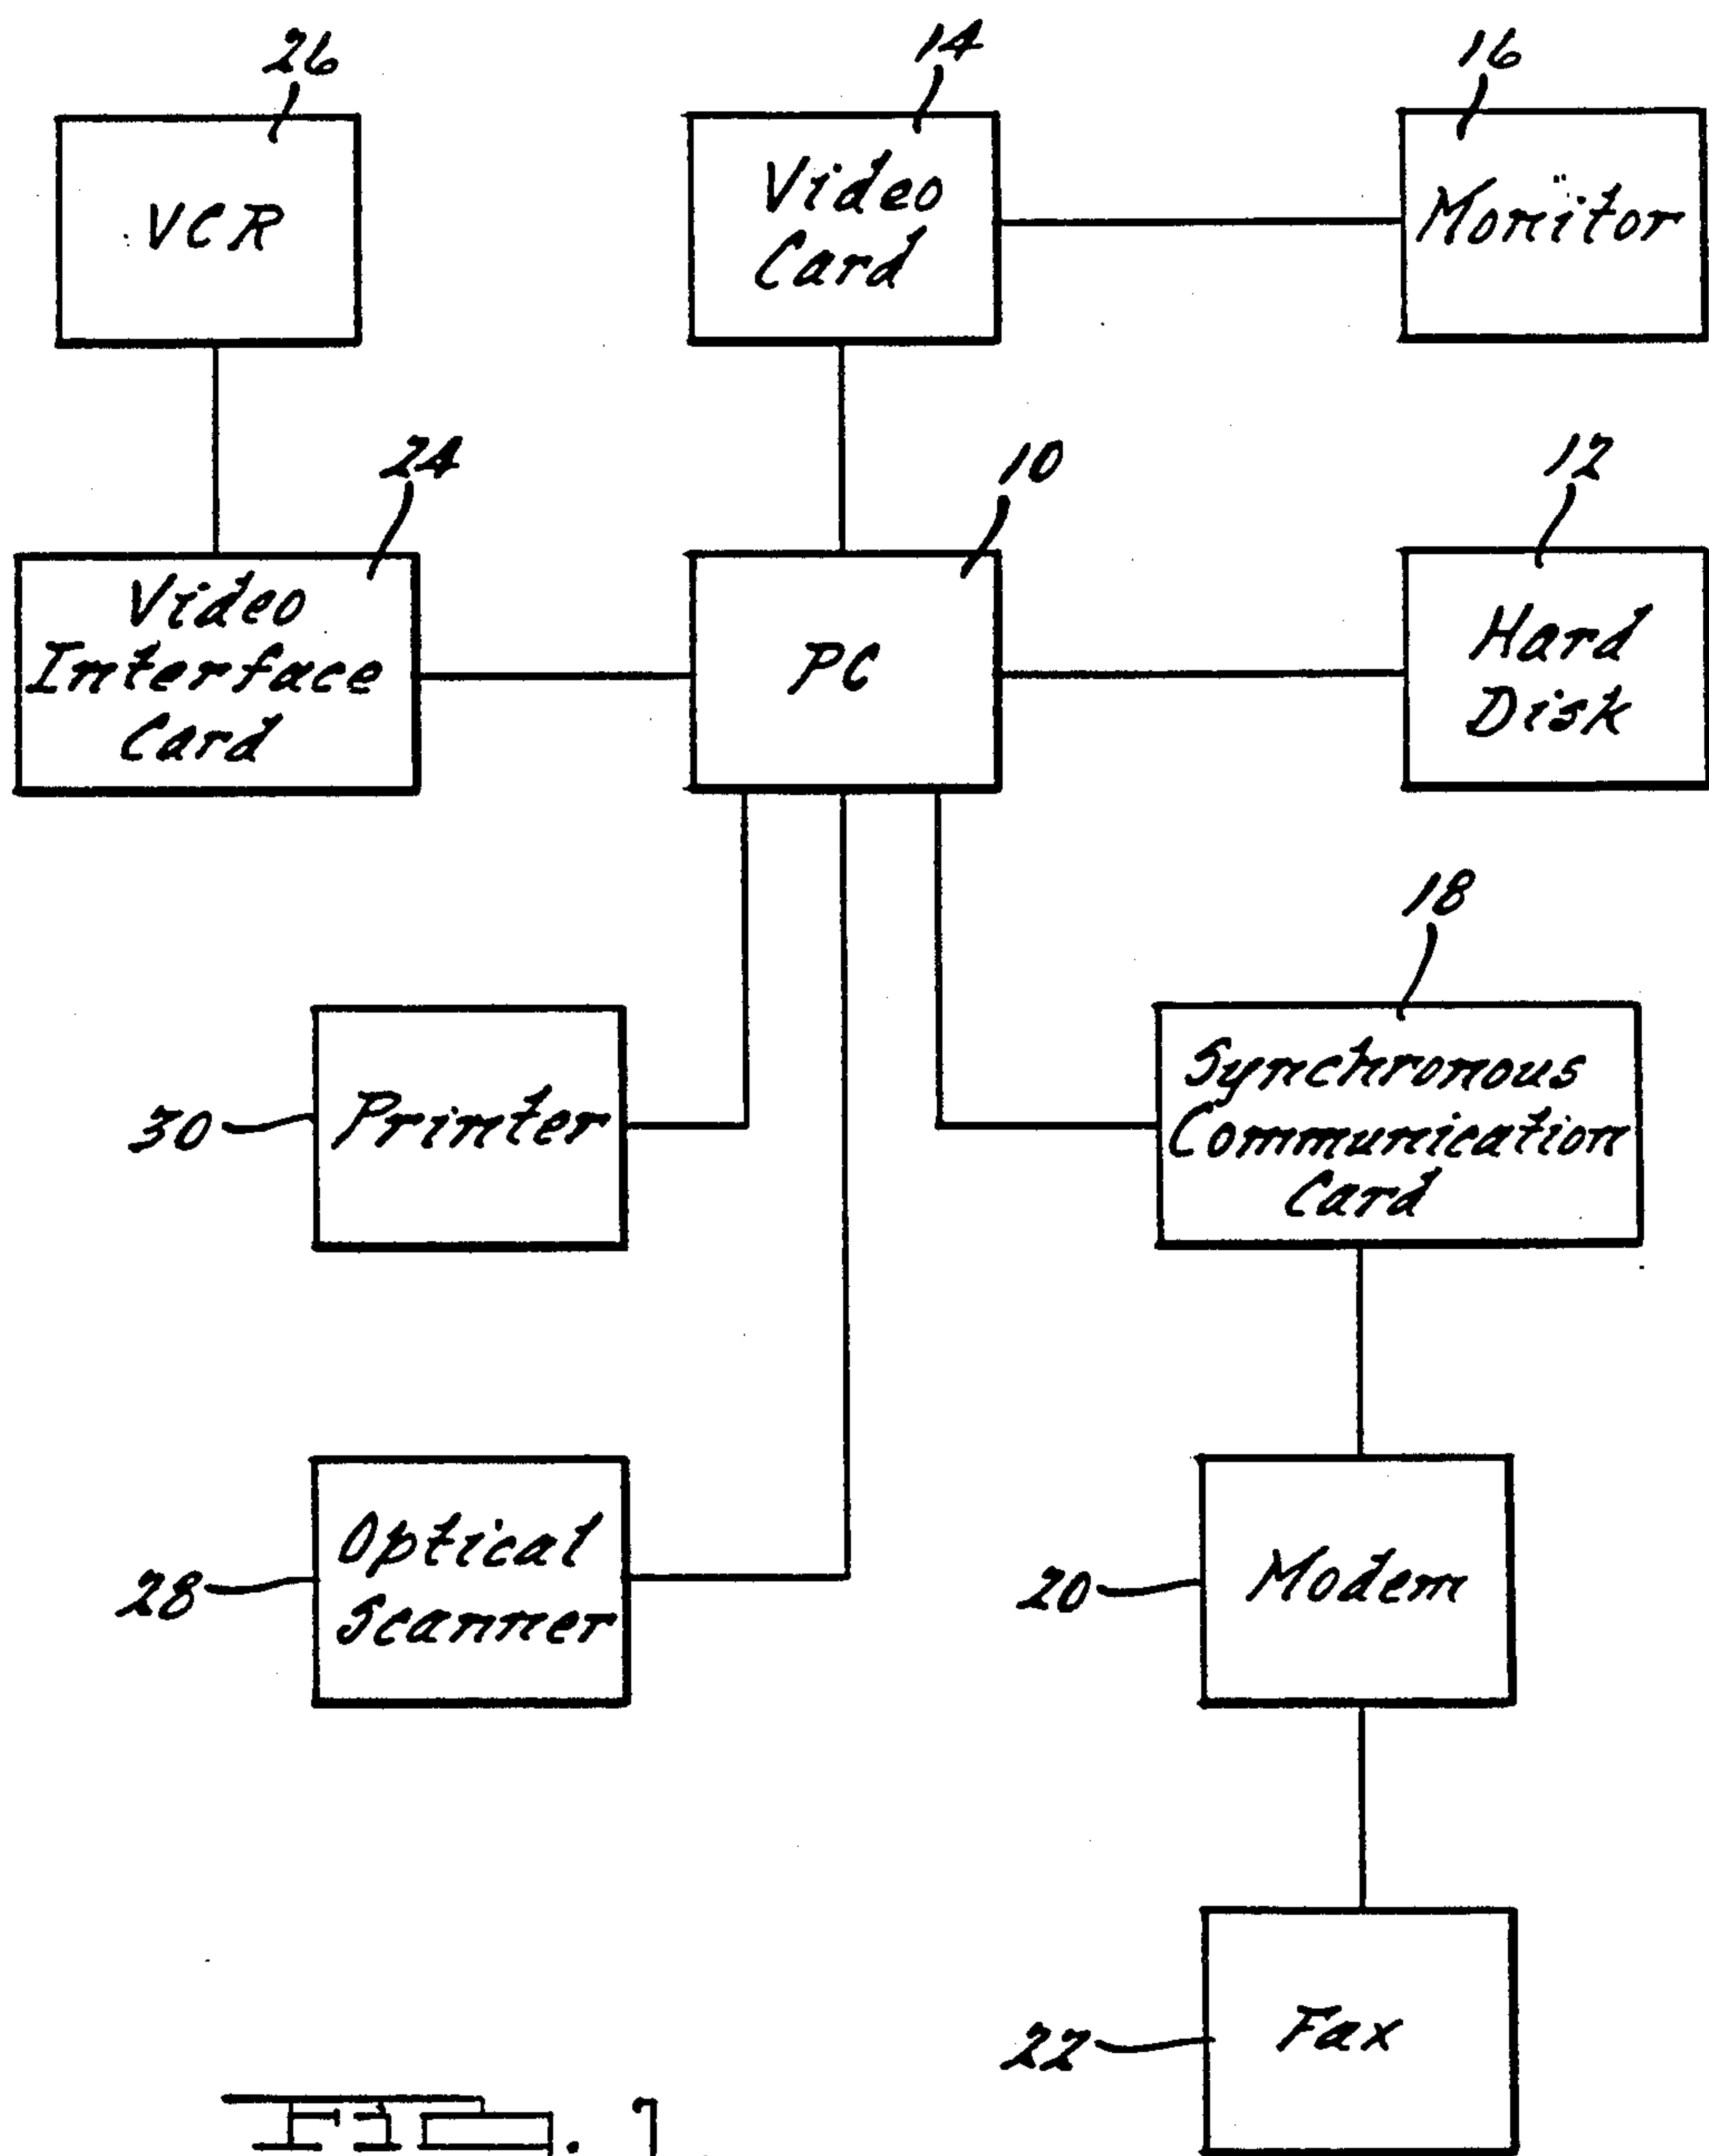 26
14
16
VCR
Video
Card
Monitor
24
10
12
Video
Interface
Card
PC
Hard
Disk
18
30
Printer
Synchronous
Communication
Card
28
Optical
Scanner
20
Modem
22
Fax
FIG. 1